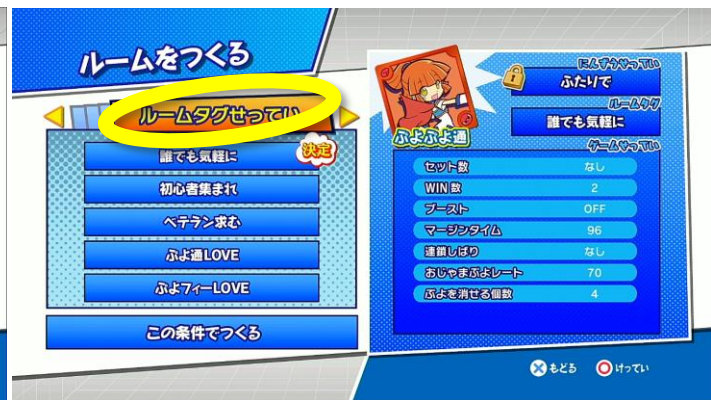 ルームをつくる
ルームタグせってい
誰でも気軽に
決定
初心者集まれ
ベテラン求む
ぷよ通LOVE
ぷよフィーLOVE
この条件でつくる
にんずうせってい
ふたりで
ルームタグ
誰でも気軽に
ぷよぷよ通
ゲームせってい
セット数 なし
WIN数 2
ブースト OFF
マージンタイム 96
連鎖しばり なし
おじゃまぷよレート 70
ぷよを消せる個数 4
もどる けってい